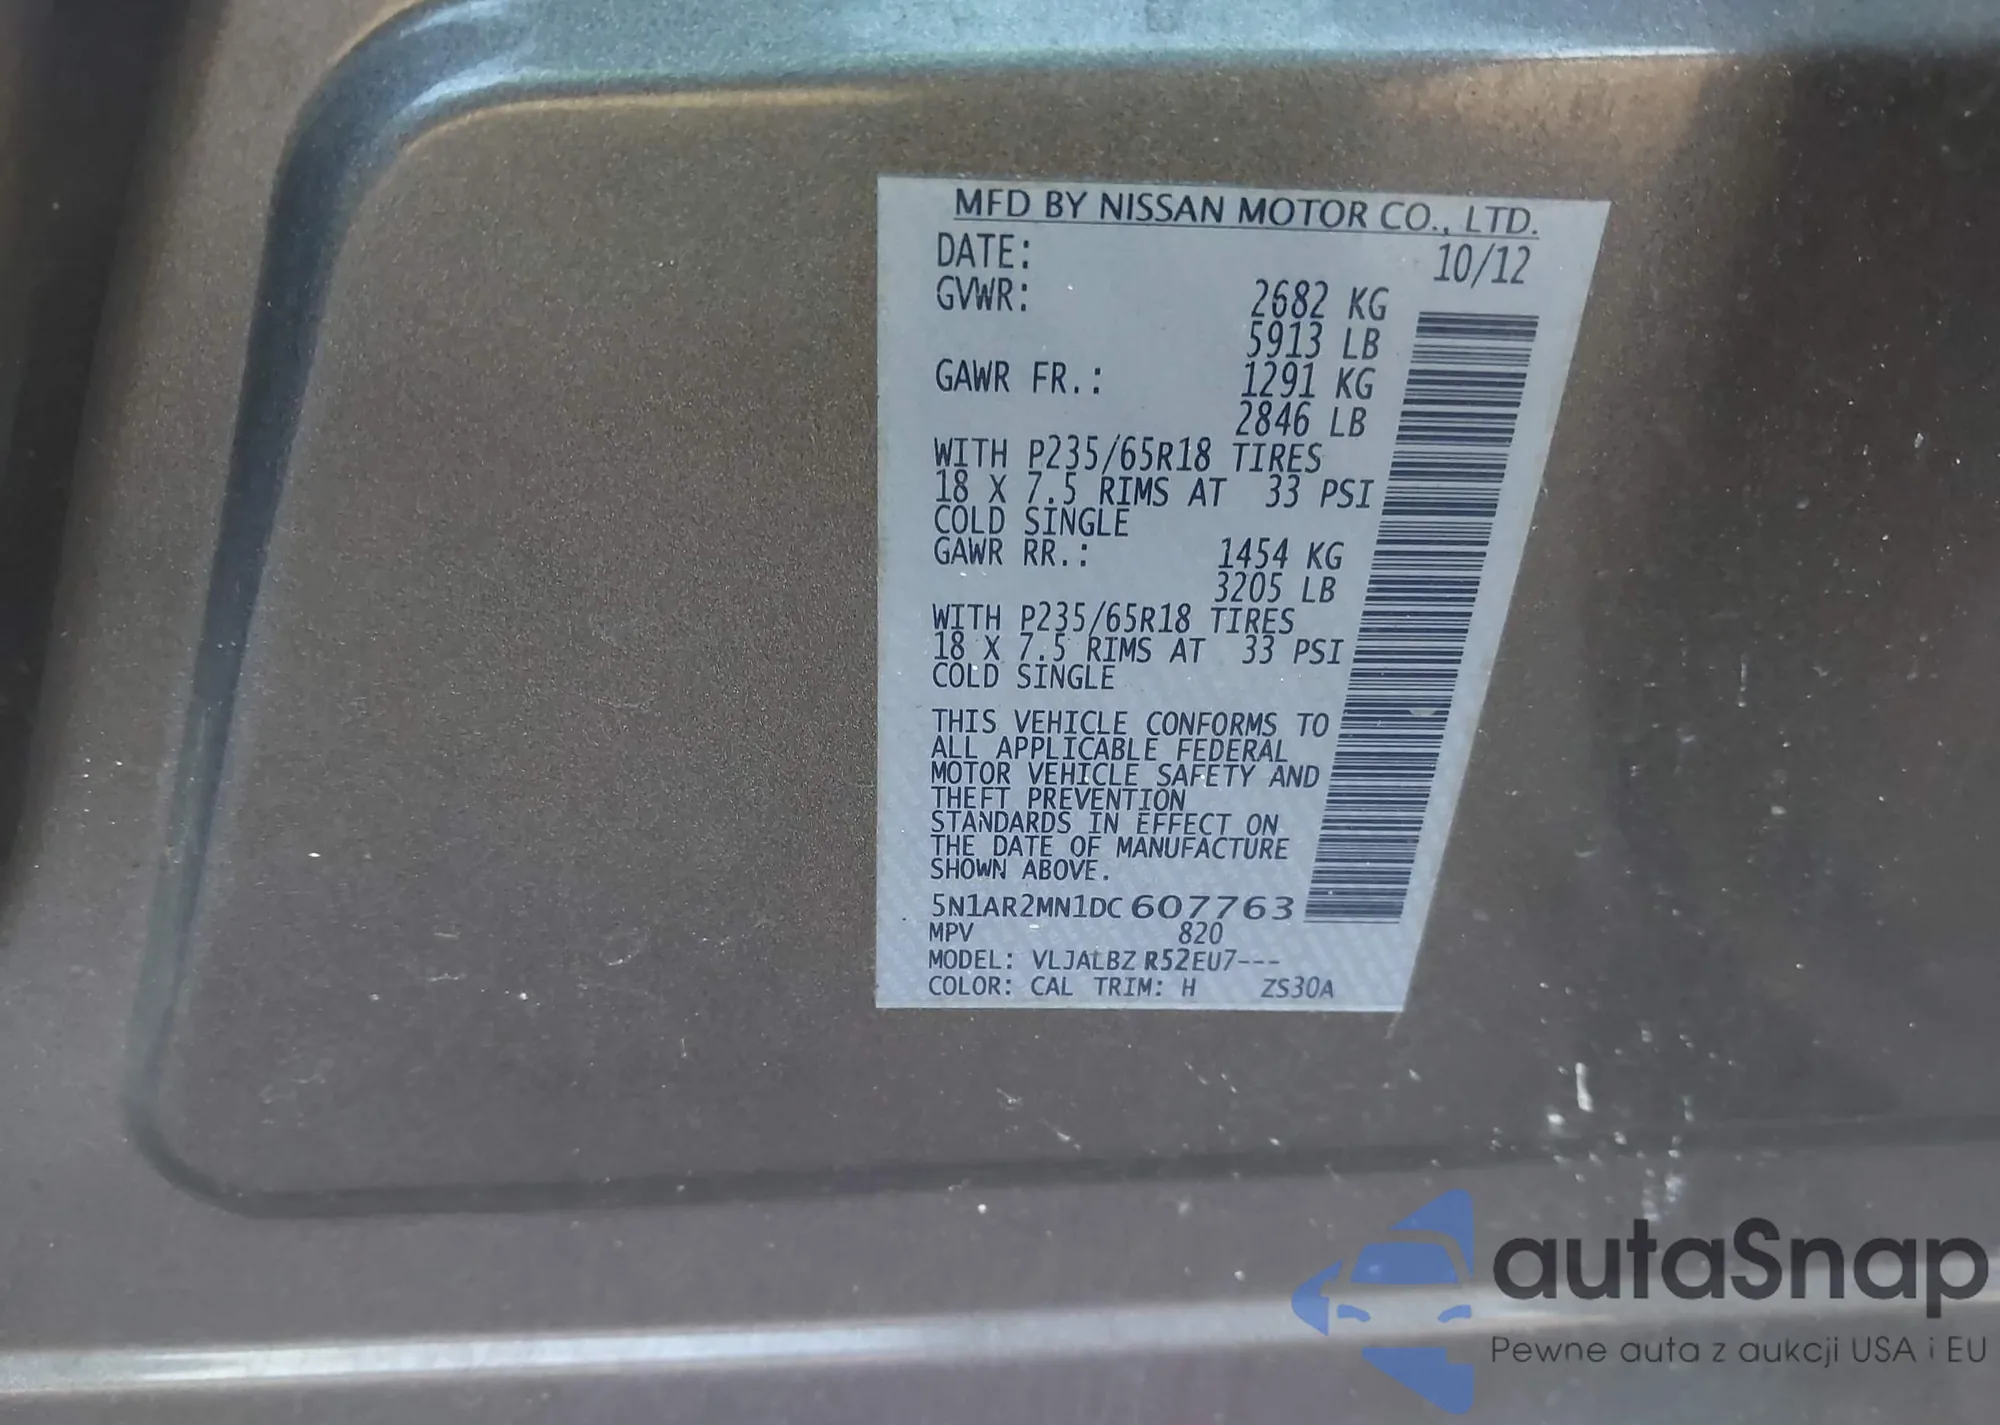 MFD BY NISSAN MOTOR CO., LTD.
DATE: 10/12
GVWR: 2682 KG
5913 LB
GAWR FR.: 1291 KG
2846 LB
WITH P235/65R18 TIRES
18 X 7.5 RIMS AT 33 PSI
COLD SINGLE
GAWR RR.: 1454 KG
3205 LB
WITH P235/65R18 TIRES
18 X 7.5 RIMS AT 33 PSI
COLD SINGLE
THIS VEHICLE CONFORMS TO
ALL APPLICABLE FEDERAL
MOTOR VEHICLE SAFETY AND
THEFT PREVENTION
STANDARDS IN EFFECT ON
THE DATE OF MANUFACTURE
SHOWN ABOVE.
5N1AR2MN1DC607763
MPV 820
MODEL: VLJALBZ R52EU7---
COLOR: CAL TRIM: H ZS30A
autaSnap
Pewne auta z aukcji USA i EU